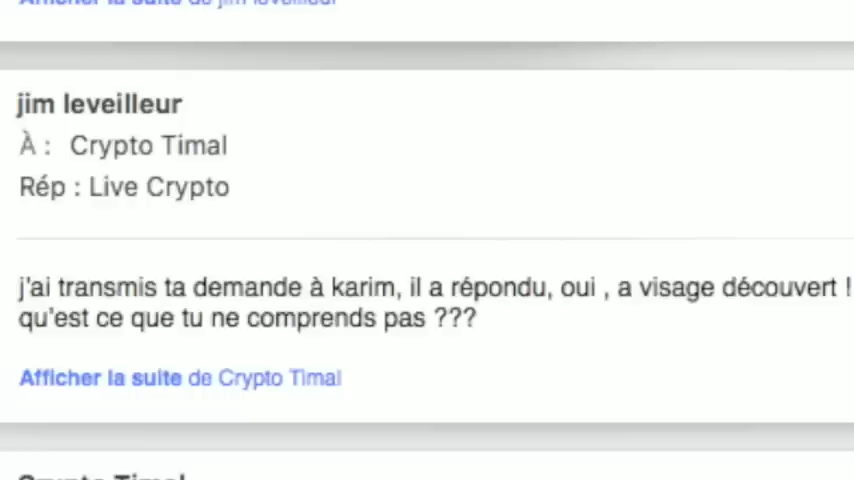 Afficher la suite de jim leveilleur
jim leveilleur
À : Crypto Timal
Rép : Live Crypto
j'ai transmis ta demande à karim, il a répondu, oui , a visage découvert !
qu'est ce que tu ne comprends pas ???
Afficher la suite de Crypto Timal
Crypto Timal